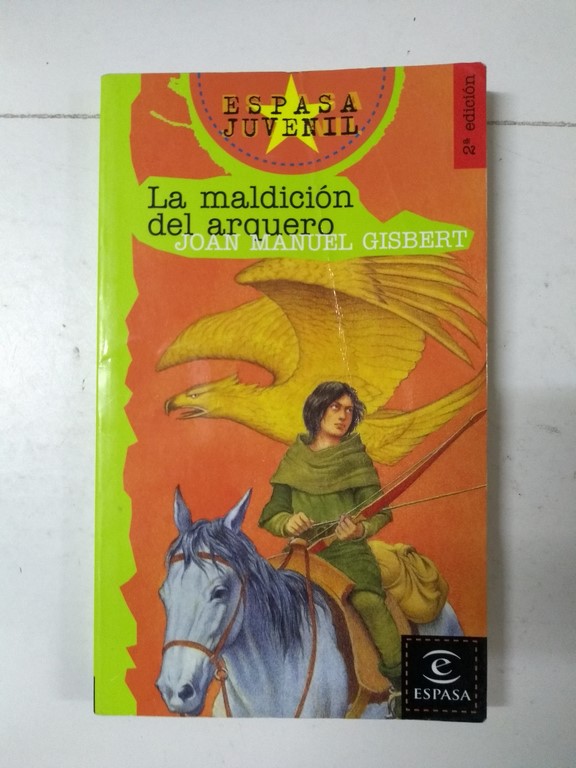 ESPASA
JUVENIL
2ª edición
La maldición
del arquero
JOAN MANUEL GISBERT
e
ESPASA